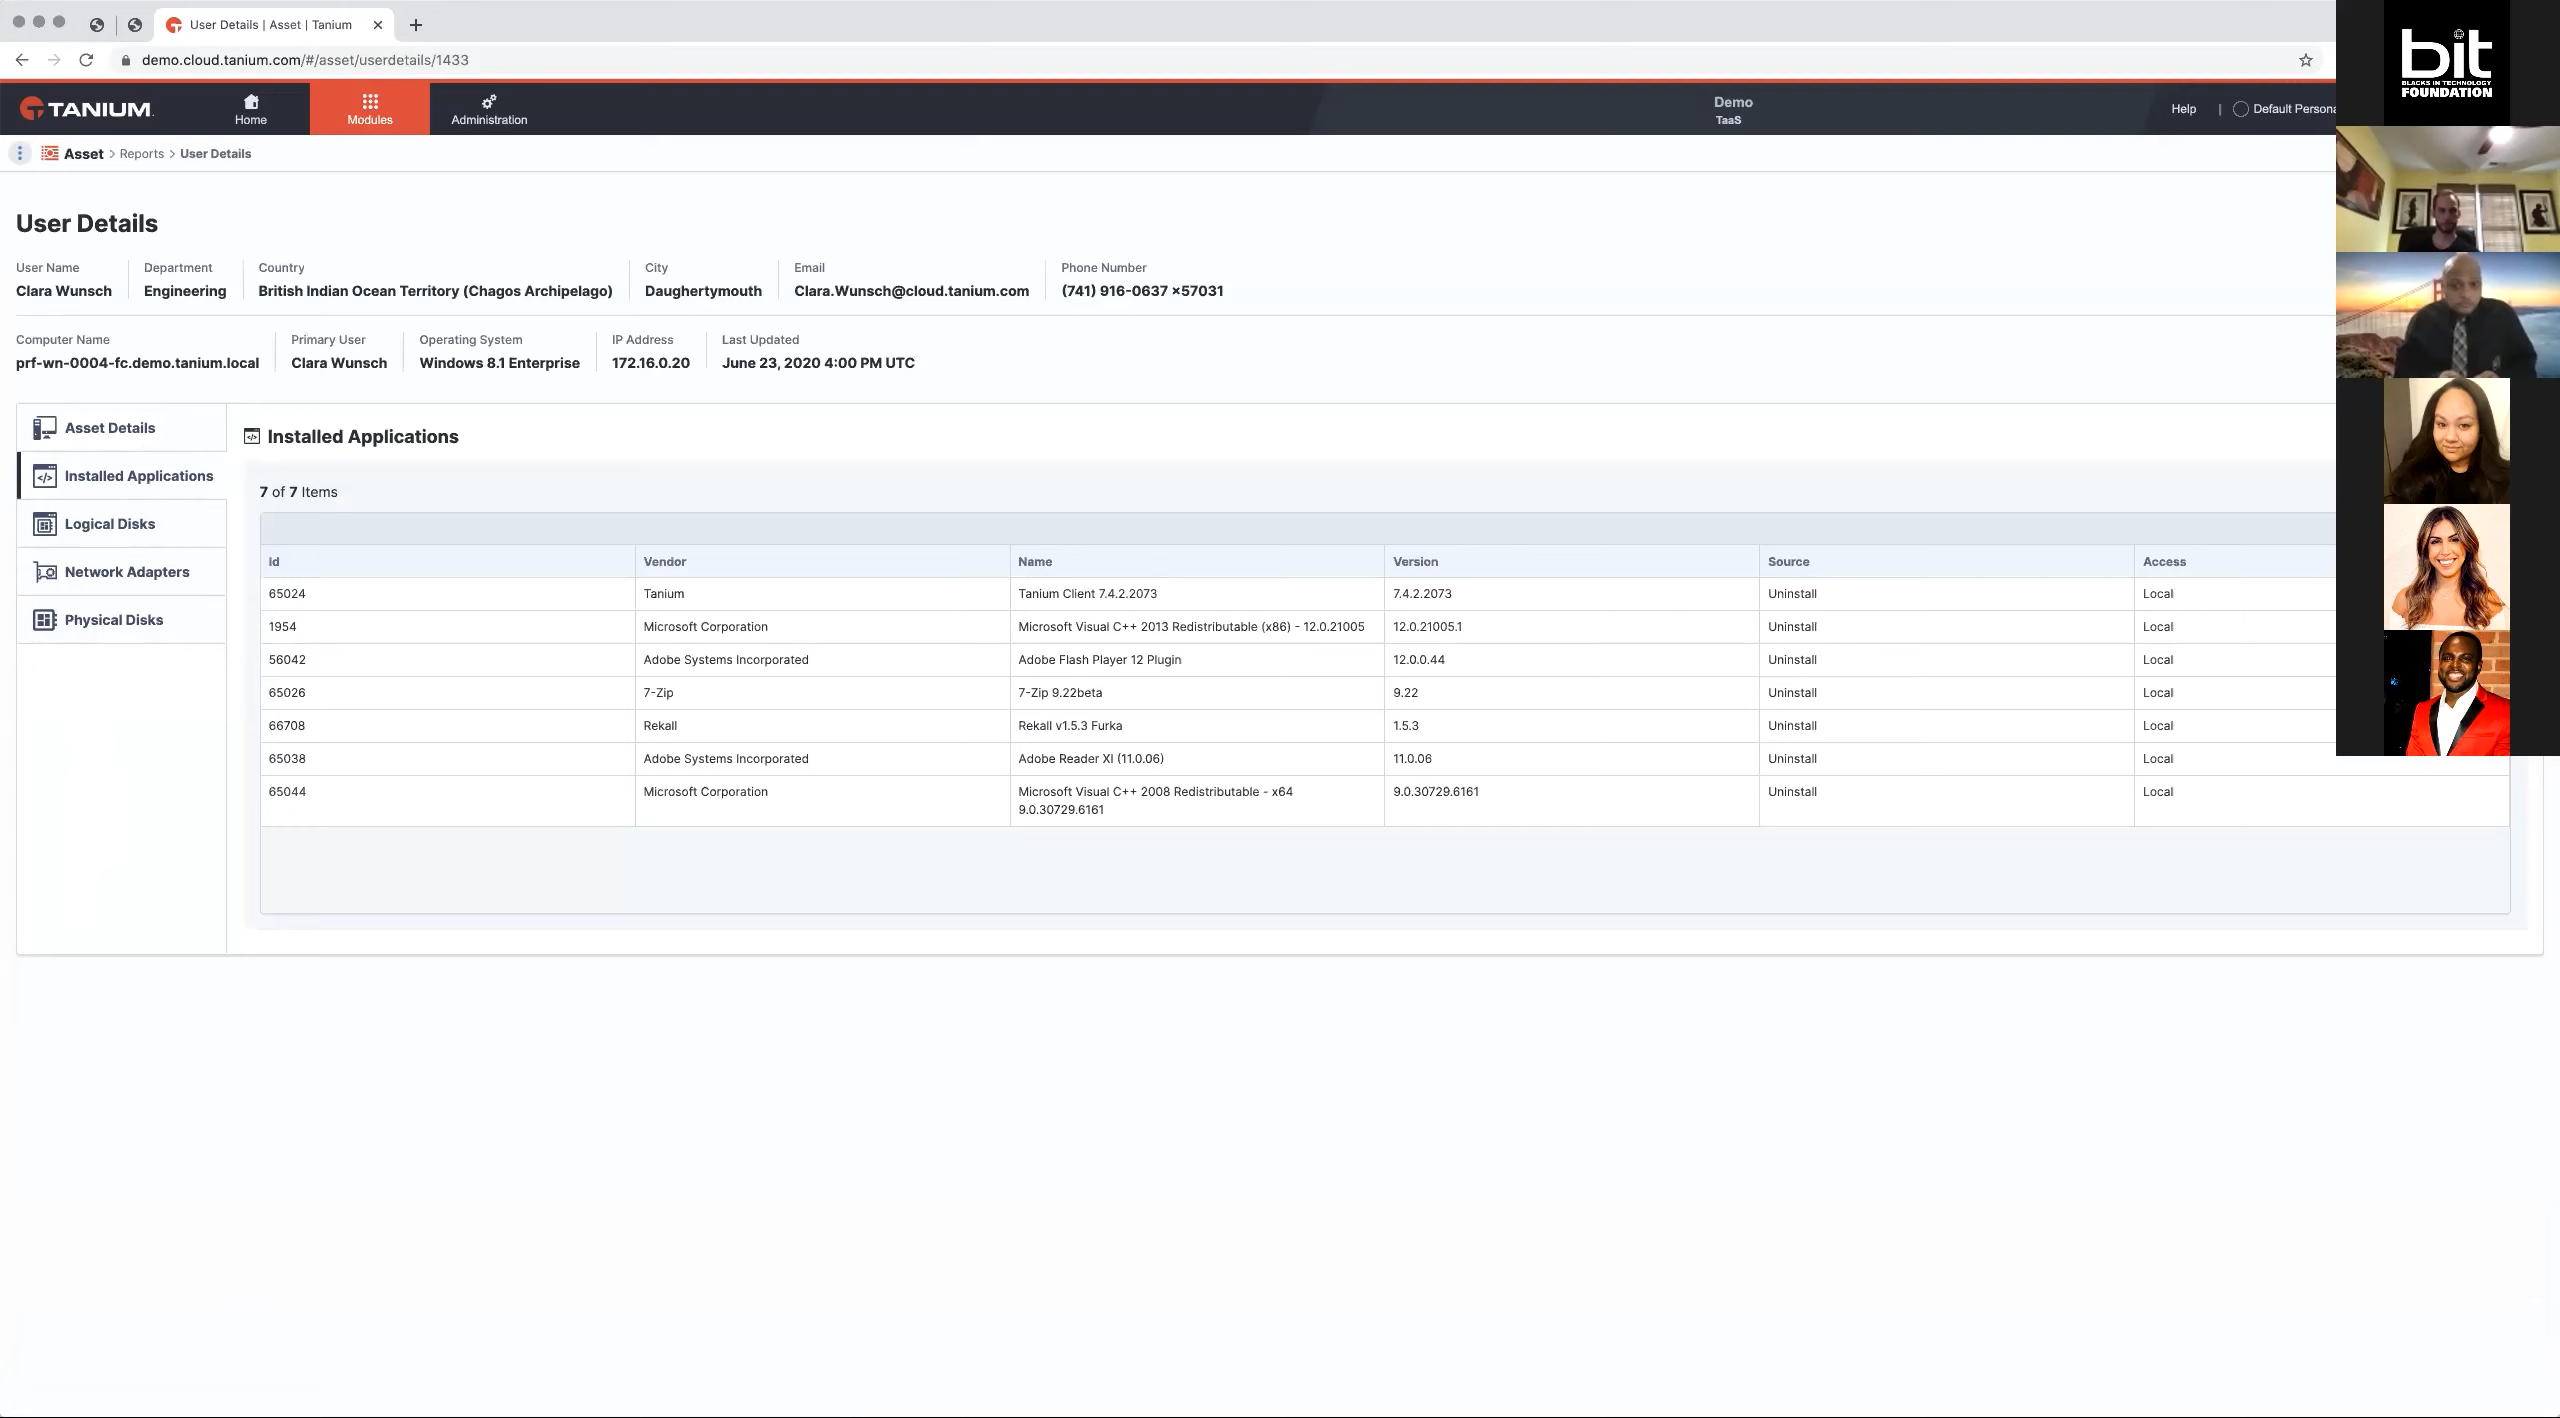 User Details | Asset | Tanium
demo.cloud.tanium.com/#/asset/userdetails/1433
TANIUM
Home
Modules
Administration
Demo
TaaS
Help | Default Persona
bit
BLACKS IN TECHNOLOGY
FOUNDATION
Asset > Reports > User Details
User Details
User Name Department Country City Email Phone Number
Clara Wunsch Engineering British Indian Ocean Territory (Chagos Archipelago) Daughertymouth Clara.Wunsch@cloud.tanium.com (741) 916-0637 x57031
Computer Name Primary User Operating System IP Address Last Updated
prf-wn-0004-fc.demo.tanium.local Clara Wunsch Windows 8.1 Enterprise 172.16.0.20 June 23, 2020 4:00 PM UTC
Asset Details
Installed Applications
Logical Disks
Network Adapters
Physical Disks
Installed Applications
7 of 7 Items
id Vendor Name Version Source Access
65024 Tanium Tanium Client 7.4.2.2073 7.4.2.2073 Uninstall Local
1954 Microsoft Corporation Microsoft Visual C++ 2013 Redistributable (x86) - 12.0.21005 12.0.21005.1 Uninstall Local
56042 Adobe Systems Incorporated Adobe Flash Player 12 Plugin 12.0.0.44 Uninstall Local
65026 7-Zip 7-Zip 9.22beta 9.22 Uninstall Local
66708 Rekall Rekall v1.5.3 Furka 1.5.3 Uninstall Local
65038 Adobe Systems Incorporated Adobe Reader XI (11.0.06) 11.0.06 Uninstall Local
65044 Microsoft Corporation Microsoft Visual C++ 2008 Redistributable - x64 9.0.30729.6161 Uninstall Local
9.0.30729.6161